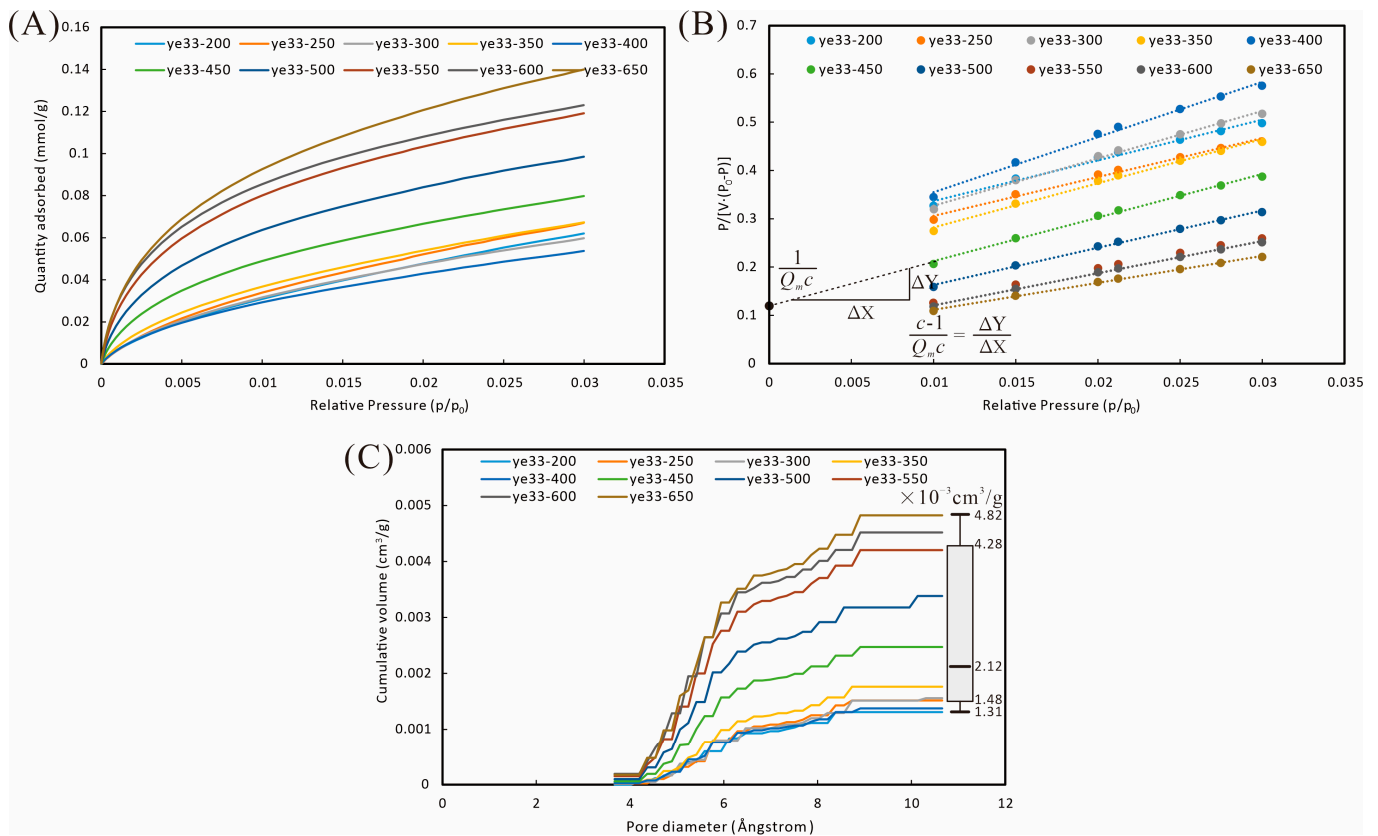 (A)
0.16
0.14
0.12
0.1
0.08
0.06
0.04
0.02
0
Quantity adsorbed (mmol/g)
ye33-200 ye33-250 ye33-300 ye33-350 ye33-400
ye33-450 ye33-500 ye33-550 ye33-600 ye33-650
0 0.005 0.01 0.015 0.02 0.025 0.03 0.035
Relative Pressure (p/p₀)
(B)
0.7
0.6
0.5
0.4
0.3
0.2
0.1
0
P/[V·(P₀-P)]
ye33-200 ye33-250 ye33-300 ye33-350 ye33-400
ye33-450 ye33-500 ye33-550 ye33-600 ye33-650
1
Qₘc
ΔY
ΔX
c-1 = ΔY
Qₘc ΔX
0 0.005 0.01 0.015 0.02 0.025 0.03 0.035
Relative Pressure (p/p₀)
(C)
0.006
0.005
0.004
0.003
0.002
0.001
0
Cumulative volume (cm³/g)
ye33-200 ye33-250 ye33-300 ye33-350
ye33-400 ye33-450 ye33-500 ye33-550
ye33-600 ye33-650
×10⁻³cm³/g
4.82
4.28
2.12
1.48
1.31
0 2 4 6 8 10 12
Pore diameter (Ångstrom)